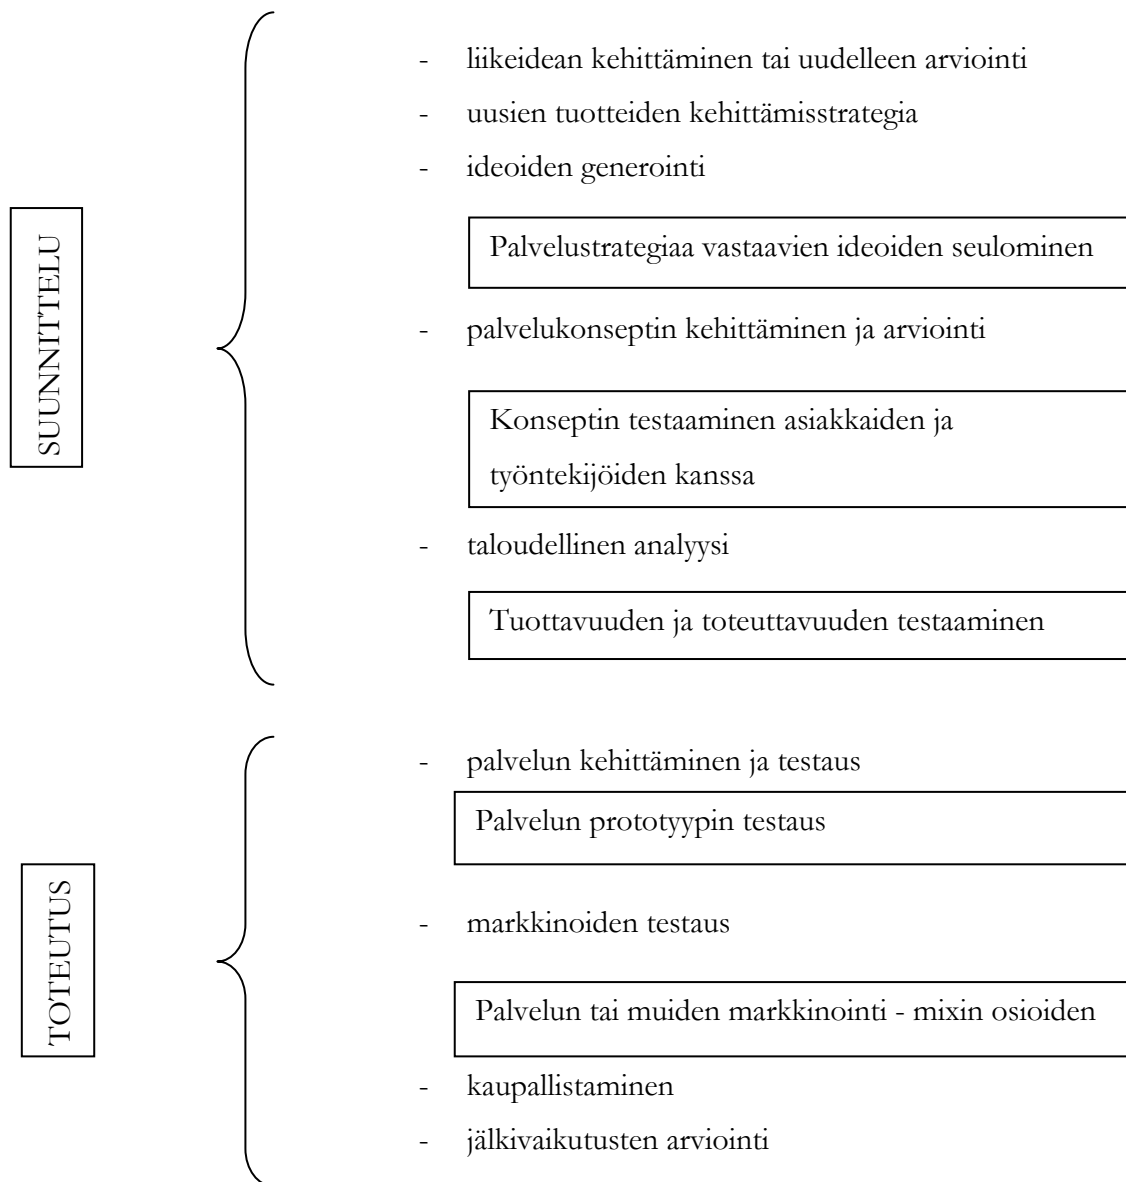 SUUNNITTELU
- liikeidean kehittäminen tai uudelleen arviointi
- uusien tuotteiden kehittämisstrategia
- ideoiden generointi
Palvelustrategiaa vastaavien ideoiden seulominen
- palvelukonseptin kehittäminen ja arviointi
Konseptin testaaminen asiakkaiden ja
työntekijöiden kanssa
- taloudellinen analyysi
Tuottavuuden ja toteuttavuuden testaaminen
TOTEUTUS
- palvelun kehittäminen ja testaus
Palvelun prototyypin testaus
- markkinoiden testaus
Palvelun tai muiden markkinointi - mixin osioiden
- kaupallistaminen
- jälkivaikutusten arviointi